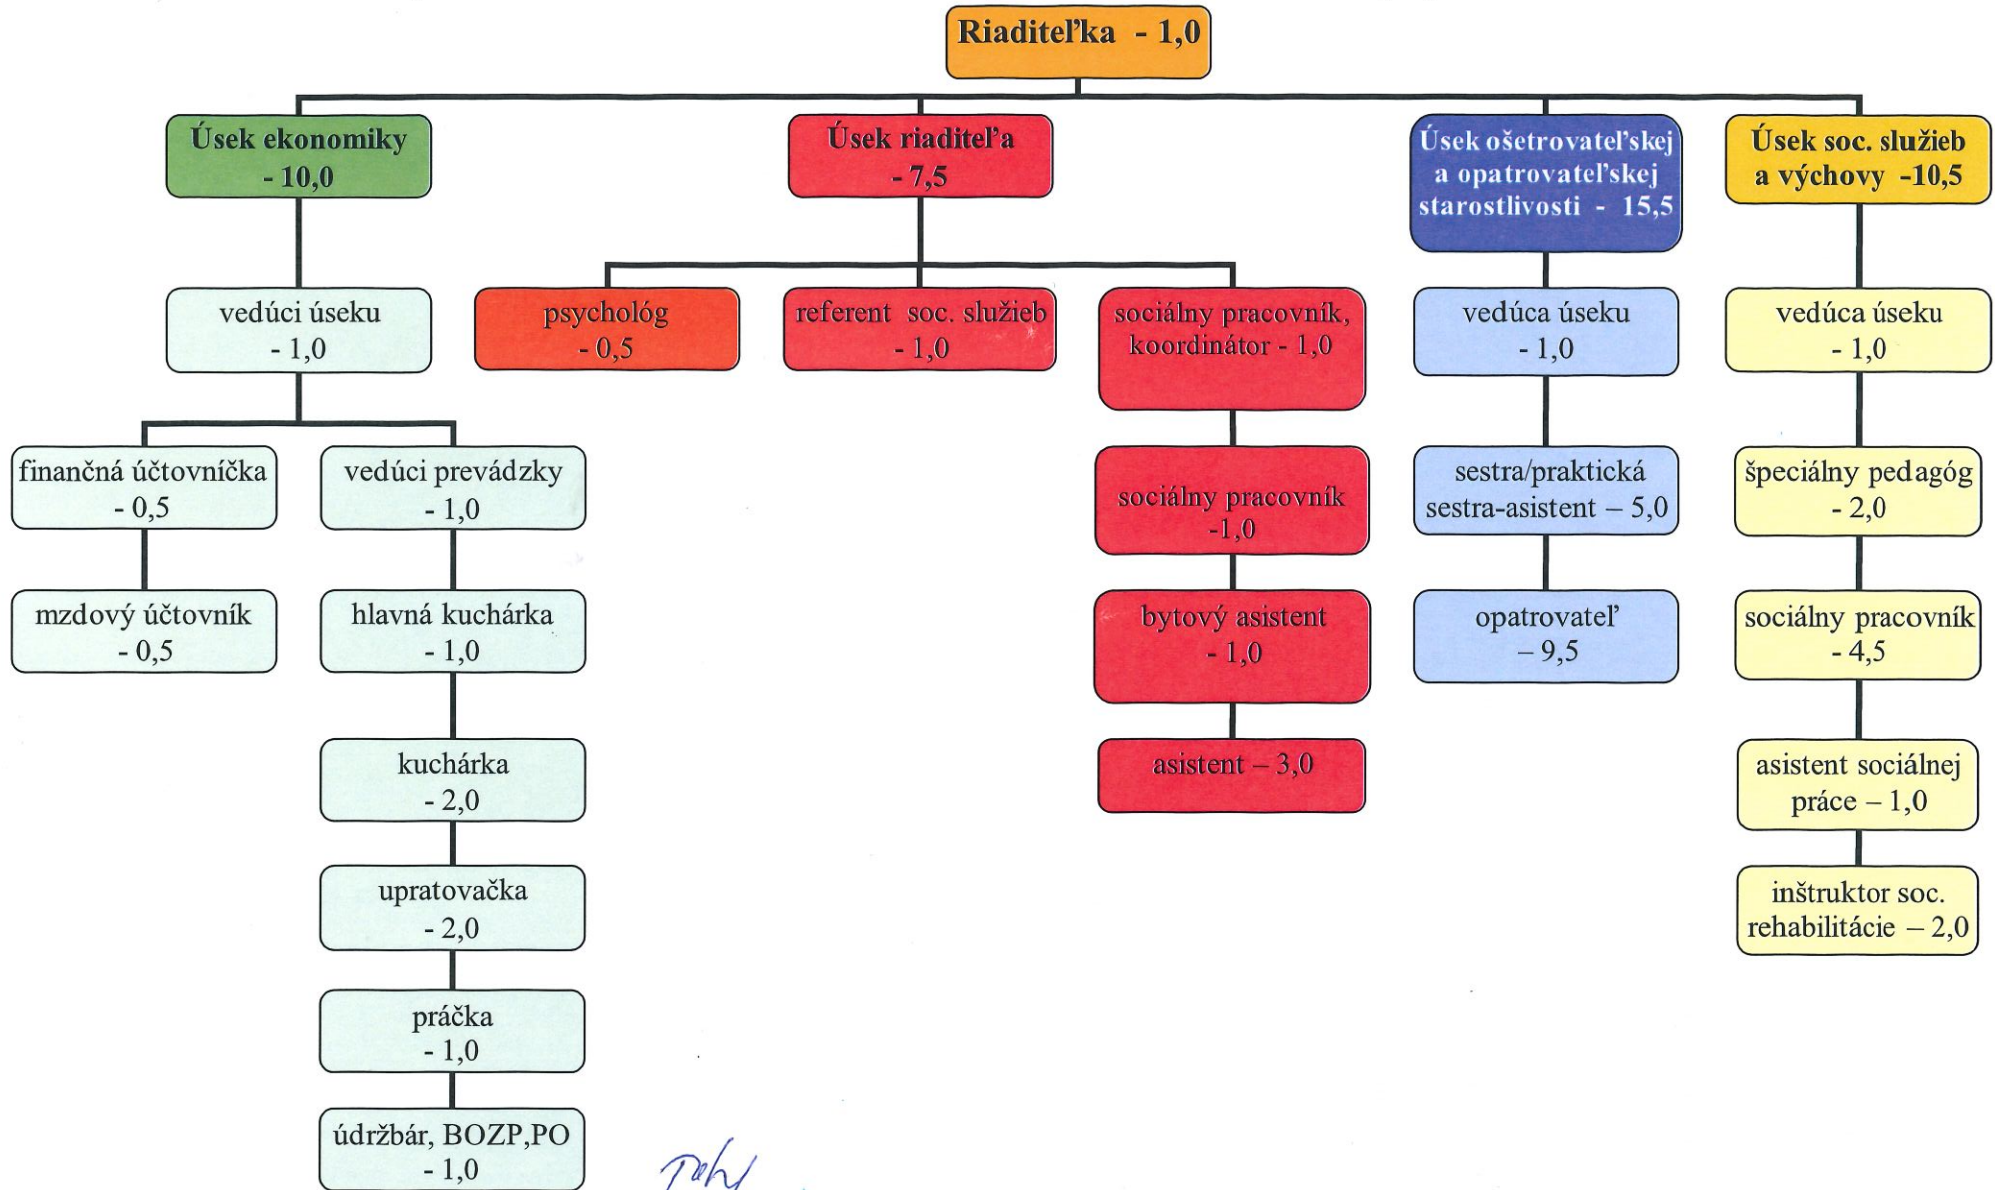 Riaditeľka - 1,0
Úsek ekonomiky
- 10,0
Úsek riaditeľa
- 7,5
Úsek ošetrovateľskej
a opatrovateľskej
starostlivosti - 15,5
Úsek soc. služieb
a výchovy -10,5
vedúci úseku
- 1,0
psychológ
- 0,5
referent soc. služieb
- 1,0
sociálny pracovník,
koordinátor - 1,0
vedúca úseku
- 1,0
vedúca úseku
- 1,0
finančná účtovníčka
- 0,5
vedúci prevádzky
- 1,0
sociálny pracovník
-1,0
sestra/praktická
sestra-asistent – 5,0
špeciálny pedagóg
- 2,0
mzdový účtovník
- 0,5
hlavná kuchárka
- 1,0
bytový asistent
- 1,0
opatrovateľ
– 9,5
sociálny pracovník
- 4,5
kuchárka
- 2,0
asistent – 3,0
asistent sociálnej
práce – 1,0
upratovačka
- 2,0
inštruktor soc.
rehabilitácie – 2,0
práčka
- 1,0
údržbár, BOZP,PO
- 1,0